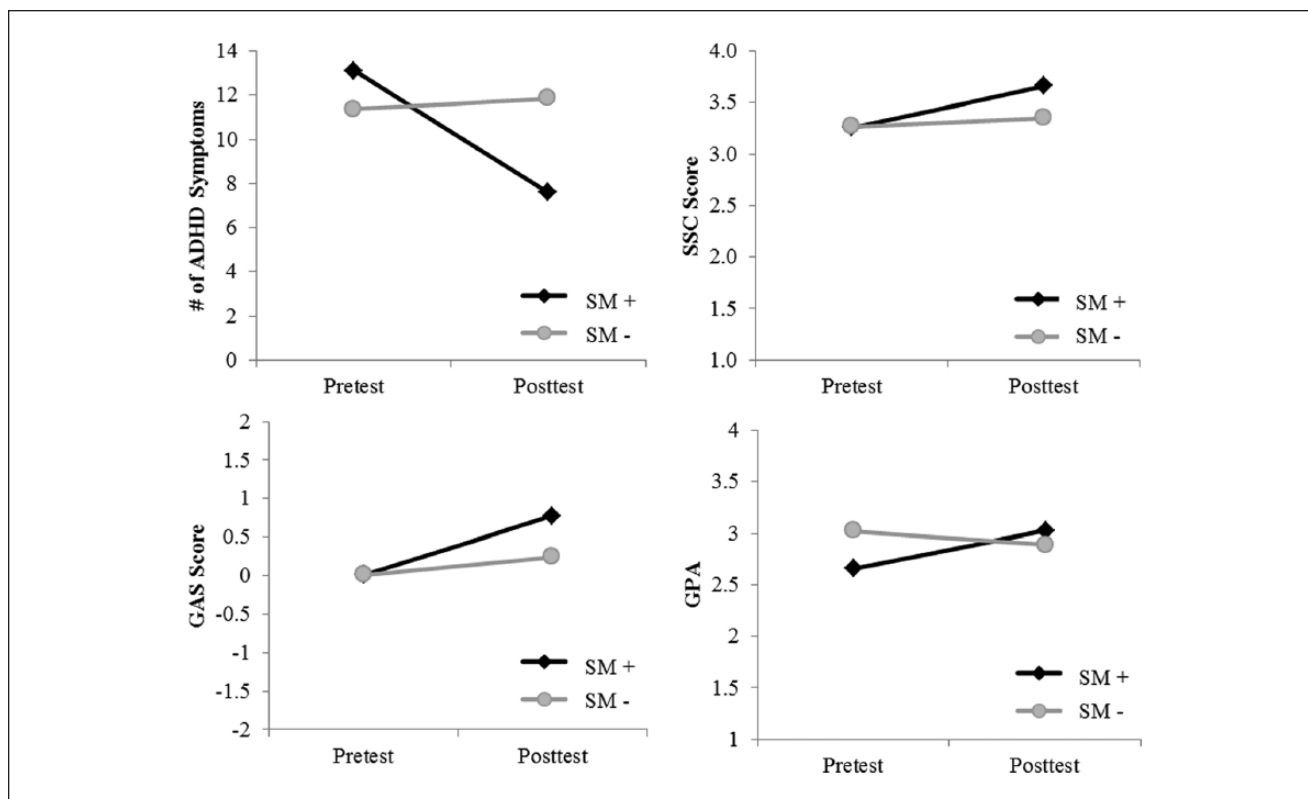 # of ADHD Symptoms
14
12
10
8
6
4
2
0
SM +
SM -
Pretest
Posttest
SSC Score
4.0
3.5
3.0
2.5
2.0
1.5
1.0
SM +
SM -
Pretest
Posttest
GAS Score
2
1.5
1
0.5
0
-0.5
-1
-1.5
-2
SM +
SM -
Pretest
Posttest
GPA
4
3.5
3
2.5
2
1.5
1
SM +
SM -
Pretest
Posttest